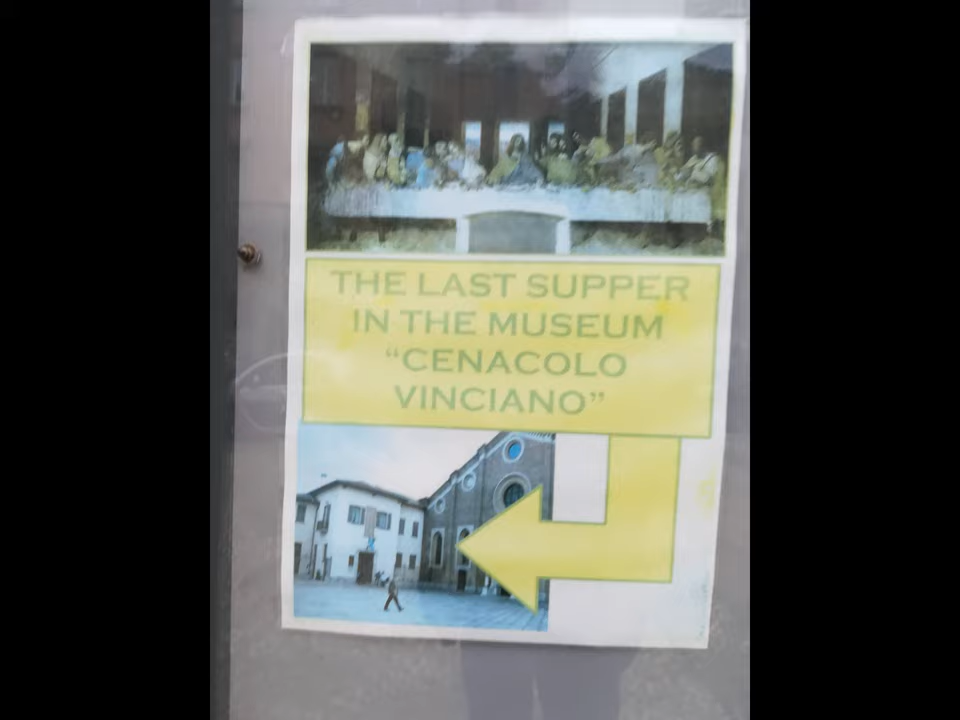 THE LAST SUPPER
IN THE MUSEUM
“CENACOLO
VINCIANO”